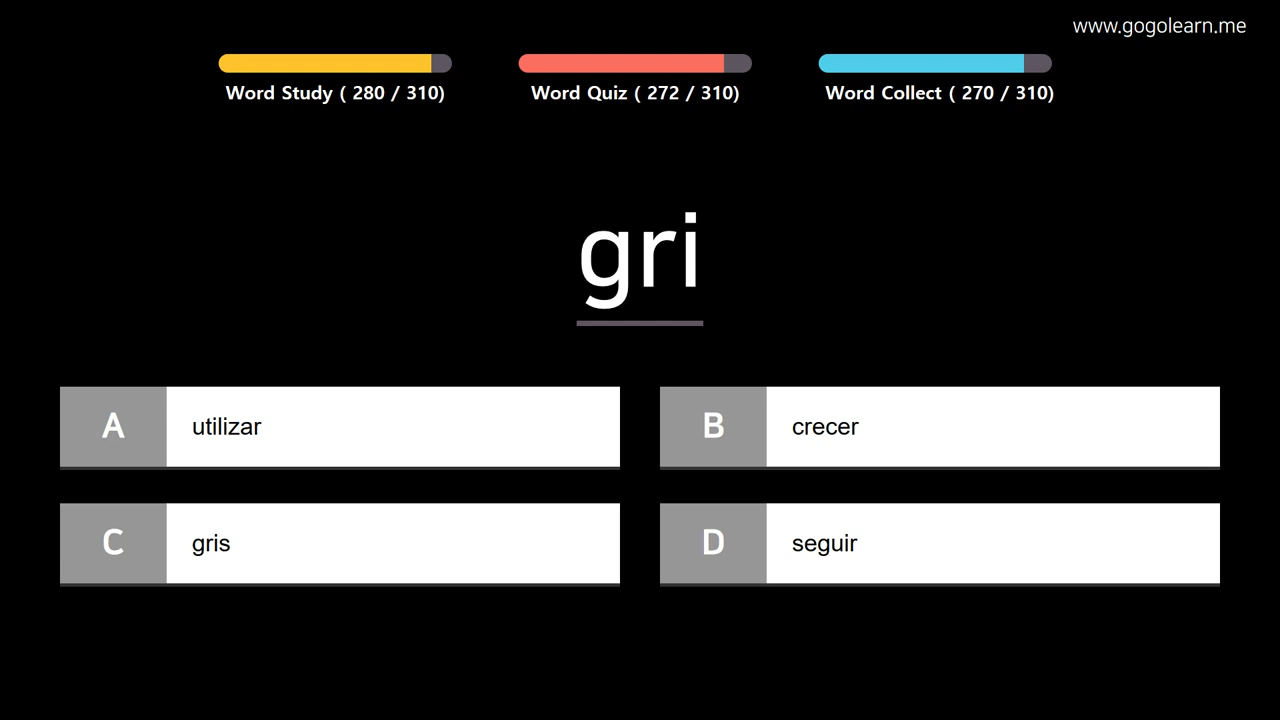 www.gogolearn.me
Word Study ( 280 / 310)
Word Quiz ( 272 / 310)
Word Collect ( 270 / 310)
gri
A utilizar
B crecer
C gris
D seguir